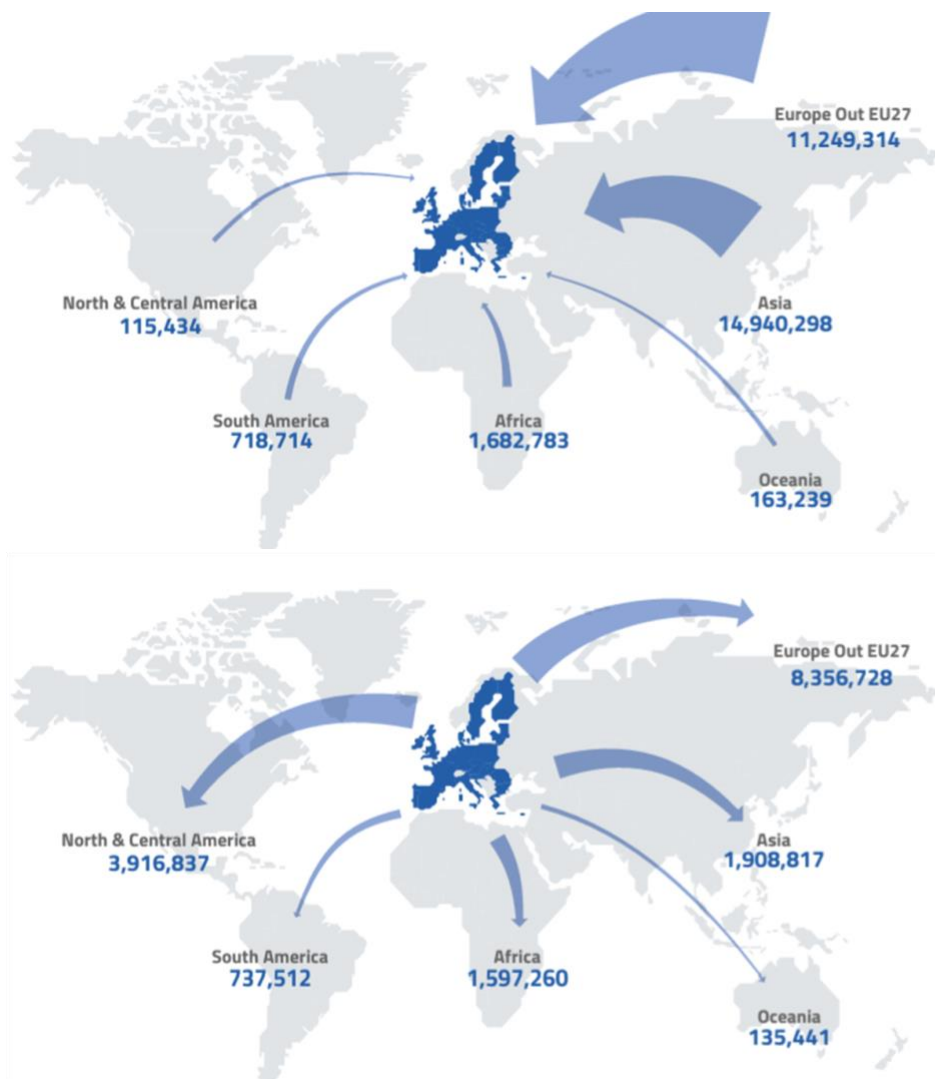 Europe Out EU27
11,249,314
North & Central America
115,434
Asia
14,940,298
South America
718,714
Africa
1,682,783
Oceania
163,239
Europe Out EU27
8,356,728
North & Central America
3,916,837
Asia
1,908,817
South America
737,512
Africa
1,597,260
Oceania
135,441